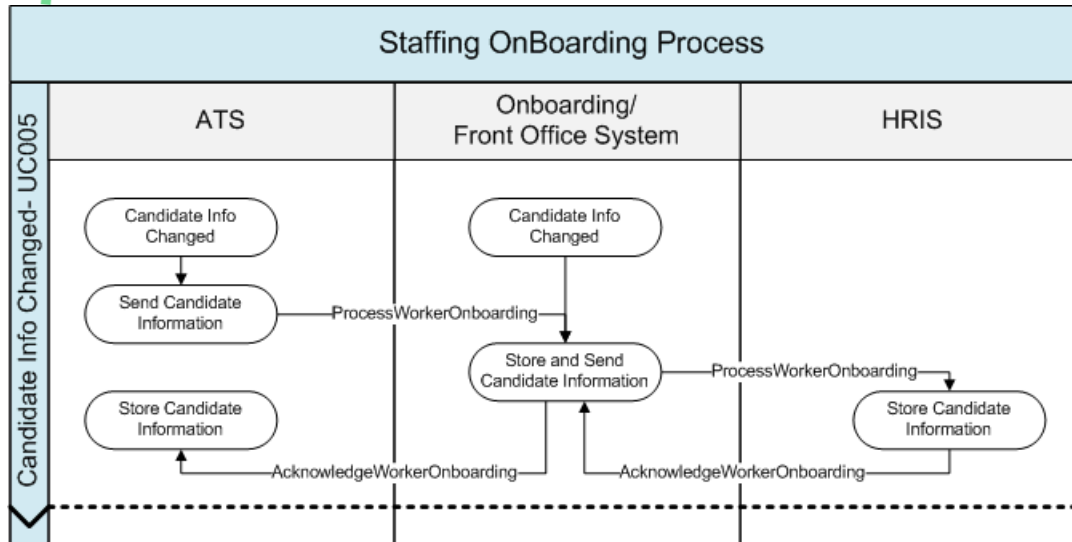 Staffing OnBoarding Process
Candidate Info Changed- UC005
ATS
Onboarding/
Front Office System
HRIS
Candidate Info
Changed
Candidate Info
Changed
Send Candidate
Information
ProcessWorkerOnboarding
Store and Send
Candidate Information
ProcessWorkerOnboarding
Store Candidate
Information
Store Candidate
Information
AcknowledgeWorkerOnboarding
AcknowledgeWorkerOnboarding